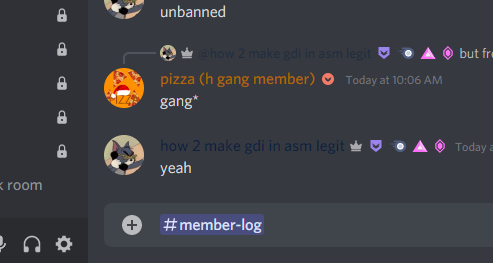 unbanned
@how 2 make gdi in asm legit but fr
pizza (h gang member) Today at 10:06 AM
gang*
how 2 make gdi in asm legit Today a
yeah
k room
#member-log